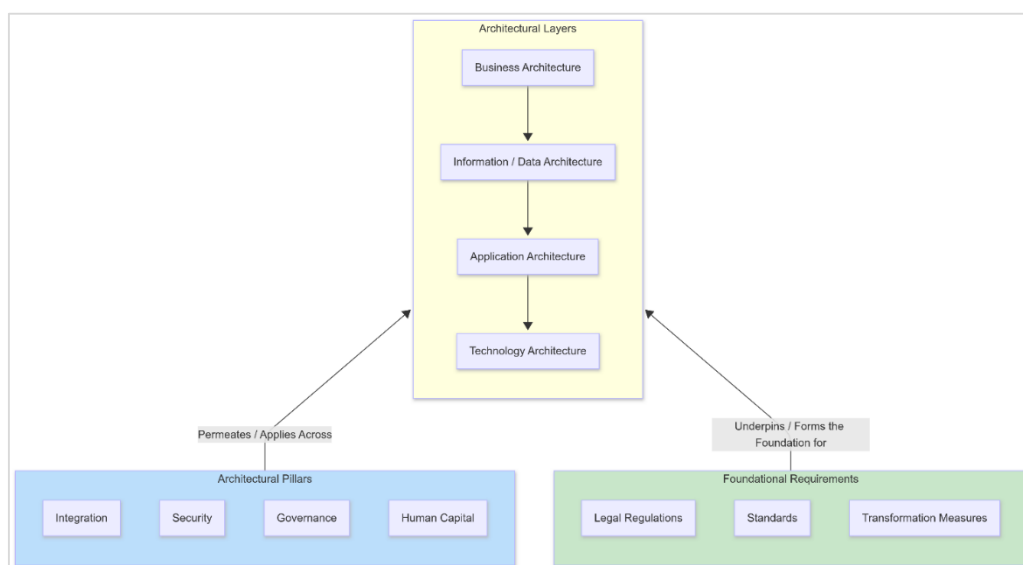 Architectural Layers
Business Architecture
Information / Data Architecture
Application Architecture
Technology Architecture
Permeates / Applies Across
Underpins / Forms the
Foundation for
Architectural Pillars
Integration
Security
Governance
Human Capital
Foundational Requirements
Legal Regulations
Standards
Transformation Measures